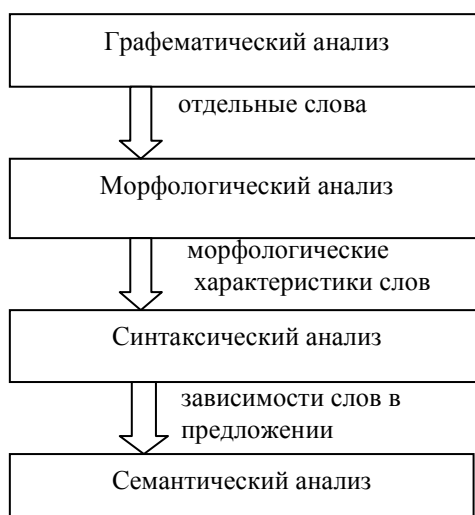 Графематический анализ
отдельные слова
Морфологический анализ
морфологические
характеристики слов
Синтаксический анализ
зависимости слов в
предложении
Семантический анализ